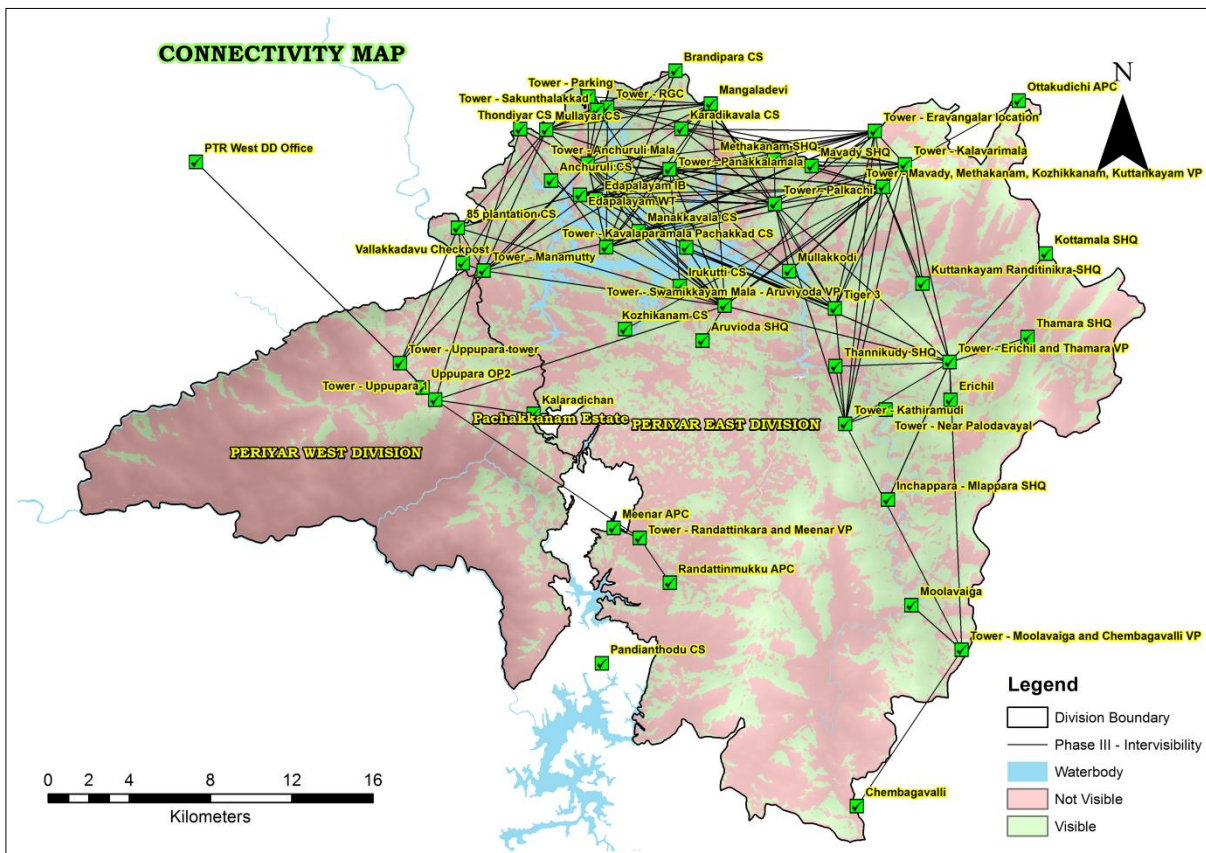 CONNECTIVITY MAP
Brandipara CS
N
Tower - Parking
Tower - RGC
Mangaladevi
Ottakudichi APC
Tower - Sakunthalakkad
Thondiyar CS
Mullayar CS
Karadikavala CS
Tower - Eravangalar location
PTR West DD Office
Tower - Anchuruli Mala
Methakanam SHQ
Mavady SHQ
Tower - Kalavarimala
Anchuruli CS
Tower - Panakkalamala
Tower - Mavady, Methakanam, Kozhikkanam, Kuttankayam VP
Edapalayam IB
Tower - Palkachi
Edapalayam WT
85 plantation CS
Manakkavala CS
Tower - Kavalaparamala
Pachakkad CS
Vallakkadavu Checkpost
Tower - Manamutty
Mullakkodi
Kottamala SHQ
Irukutti CS
Kuttankayam Randitinikra-SHQ
Tower - Swamikkayam Mala - Aruviyoda VP
Tiger 3
Kozhikanam CS
Aruvioda SHQ
Thamara SHQ
Tower - Uppupara tower
Thannikudy SHQ
Tower - Erichil and Thamara VP
Uppupara OP2
Tower - Uppupara 1
Erichil
Kalaradichan
Pachakkanam Estate
PERIYAR EAST DIVISION
Tower - Kathiramudi
Tower - Near Palodavayal
PERIYAR WEST DIVISION
Inchappara - Mlappara SHQ
Meenar APC
Tower - Randattinkara and Meenar VP
Randattinmukku APC
Moolavaiga
Tower - Moolavaiga and Chembagavalli VP
Pandianthodu CS
Chembagavalli
Legend
Division Boundary
Phase III - Intervisibility
Waterbody
Not Visible
Visible
0 2 4 8 12 16
Kilometers